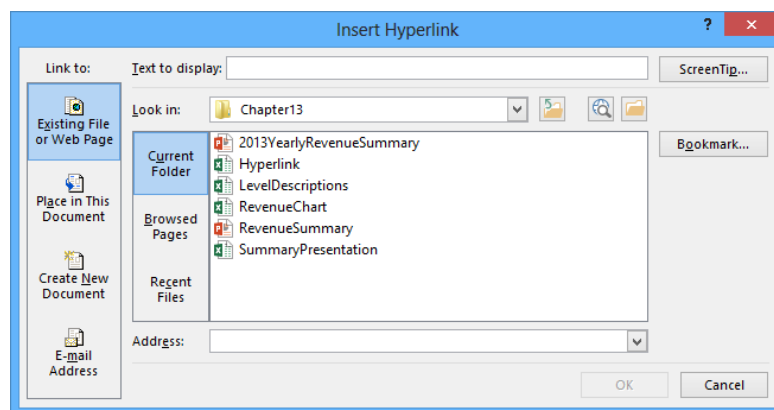 Insert Hyperlink
?
Link to:
Text to display:
ScreenTip...
Existing File
or Web Page
Look in:
Chapter13
Bookmark...
Current
Folder
2013YearlyRevenueSummary
Hyperlink
LevelDescriptions
RevenueChart
RevenueSummary
SummaryPresentation
Place in This
Document
Browsed
Pages
Create New
Document
Recent
Files
E-mail
Address
Address:
OK
Cancel